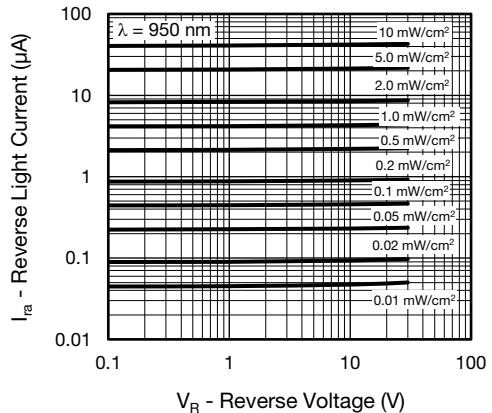 100
10
1
0.1
0.01
I_ra - Reverse Light Current (µA)
λ = 950 nm
10 mW/cm²
5.0 mW/cm²
2.0 mW/cm²
1.0 mW/cm²
0.5 mW/cm²
0.2 mW/cm²
0.1 mW/cm²
0.05 mW/cm²
0.02 mW/cm²
0.01 mW/cm²
0.1 1 10 100
V_R - Reverse Voltage (V)